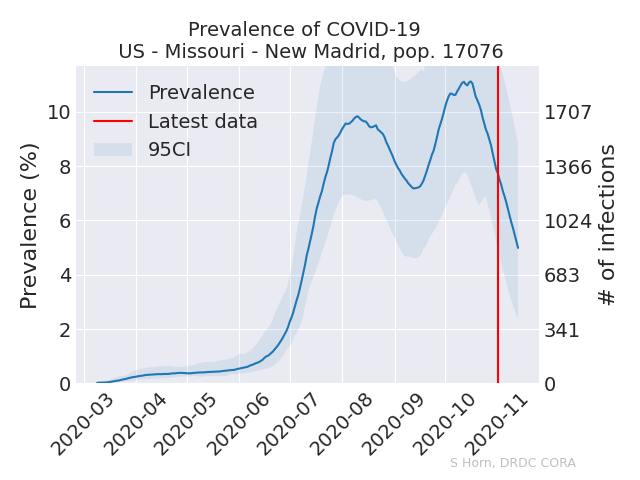 Prevalence of COVID-19
US - Missouri - New Madrid, pop. 17076
Prevalence
Latest data
95CI
Prevalence (%)
10
8
6
4
2
0
1707
1366
1024
683
341
0
# of infections
2020-03
2020-04
2020-05
2020-06
2020-07
2020-08
2020-09
2020-10
2020-11
S Horn, DRDC CORA